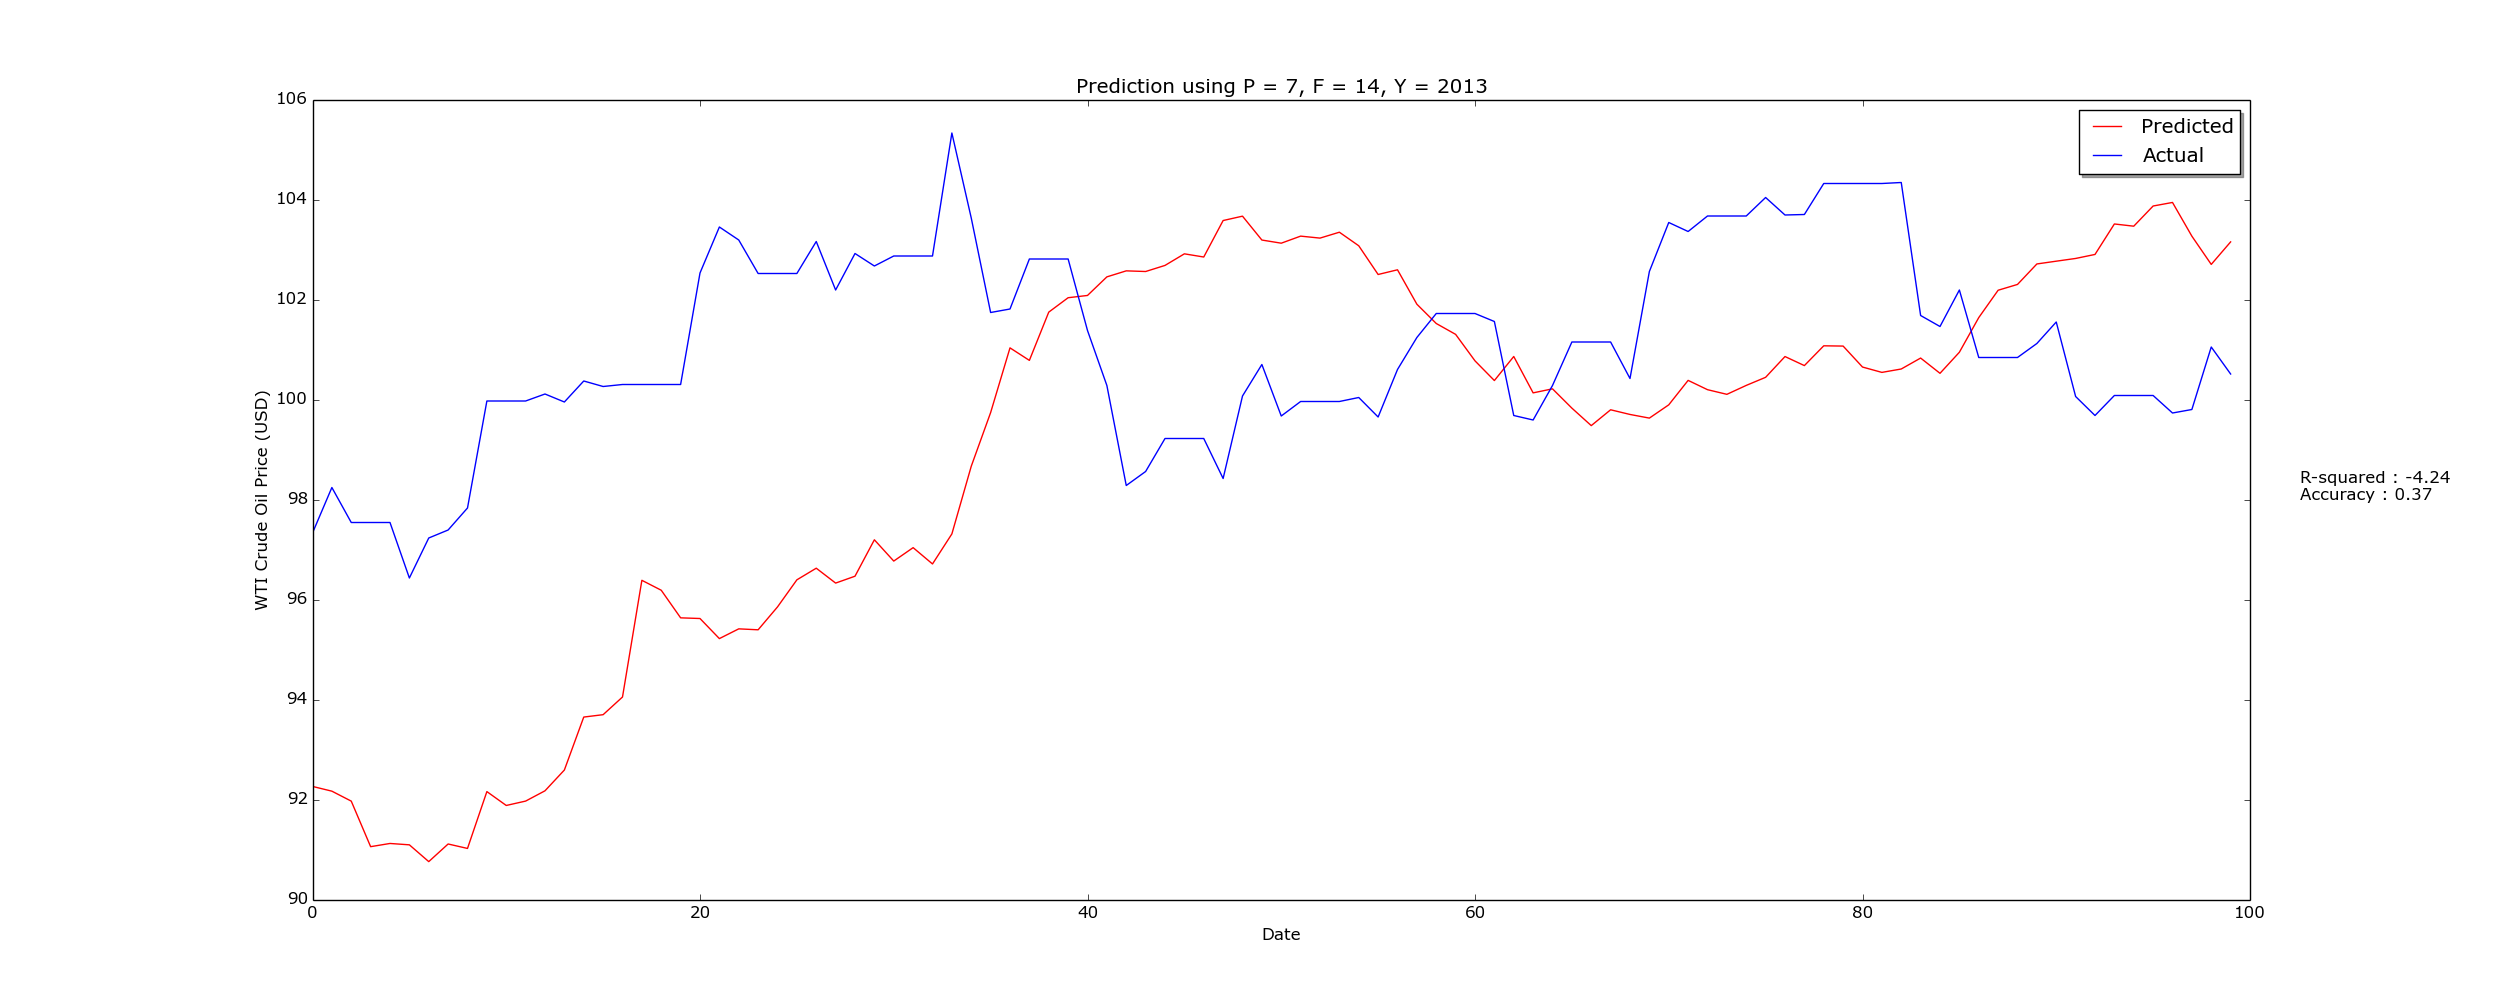 Prediction using P = 7, F = 14, Y = 2013
106
104
102
100
98
96
94
92
90
WTI Crude Oil Price (USD)
Predicted
Actual
R-squared : -4.24
Accuracy : 0.37
0 20 40 60 80 100
Date